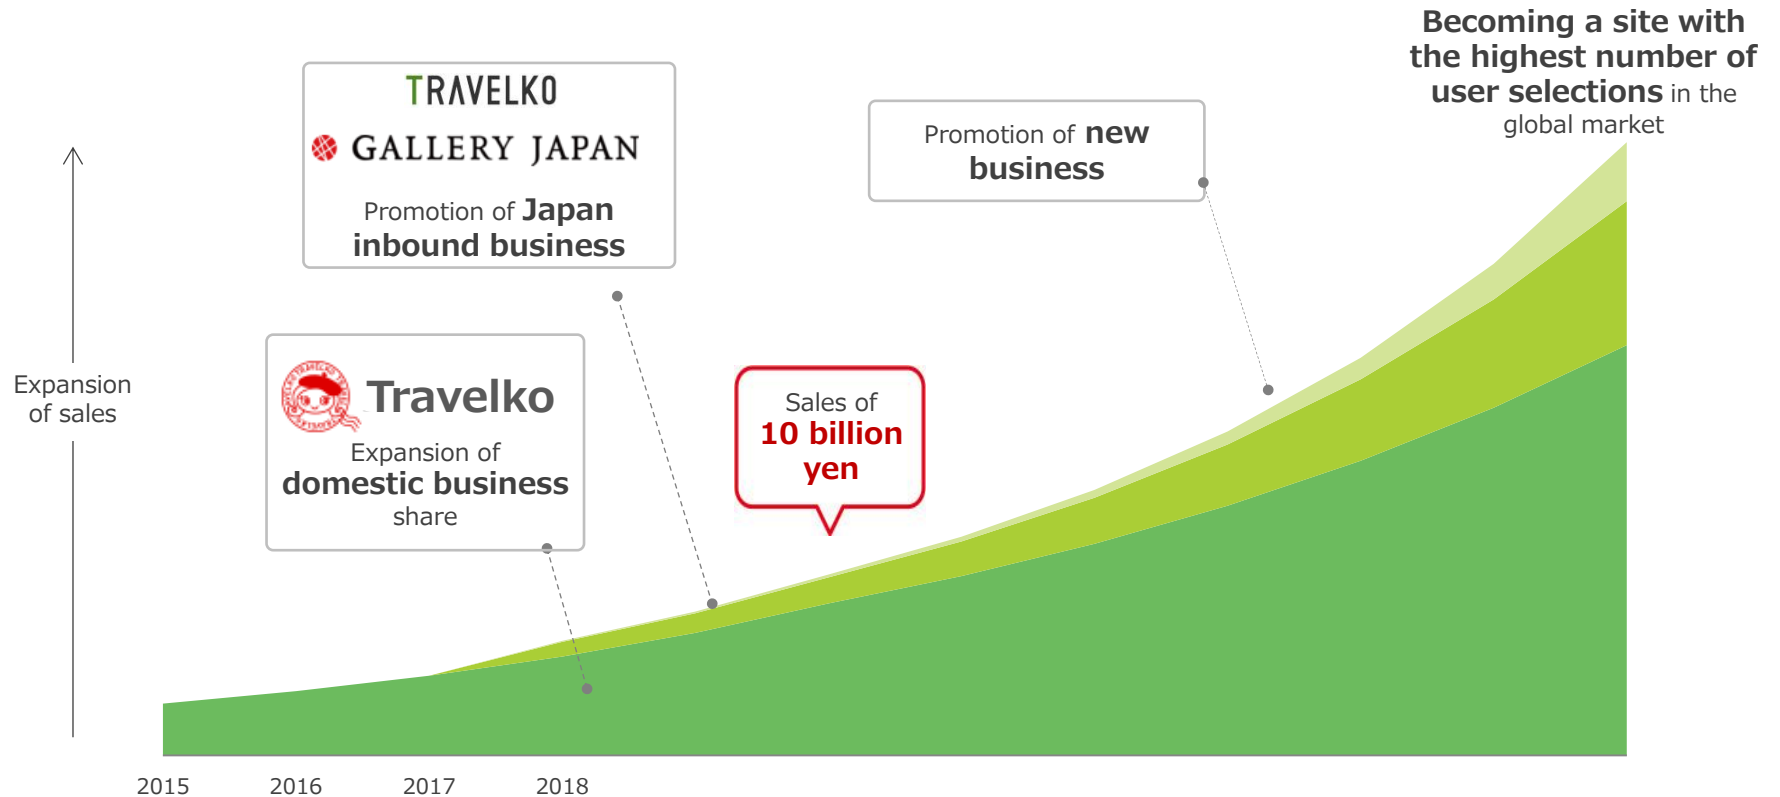 Becoming a site with
the highest number of
user selections in the
global market
TRAVELKO
GALLERY JAPAN
Promotion of Japan
inbound business
Promotion of new
business
Expansion
of sales
Travelko
Expansion of
domestic business
share
Sales of
10 billion
yen
2015 2016 2017 2018